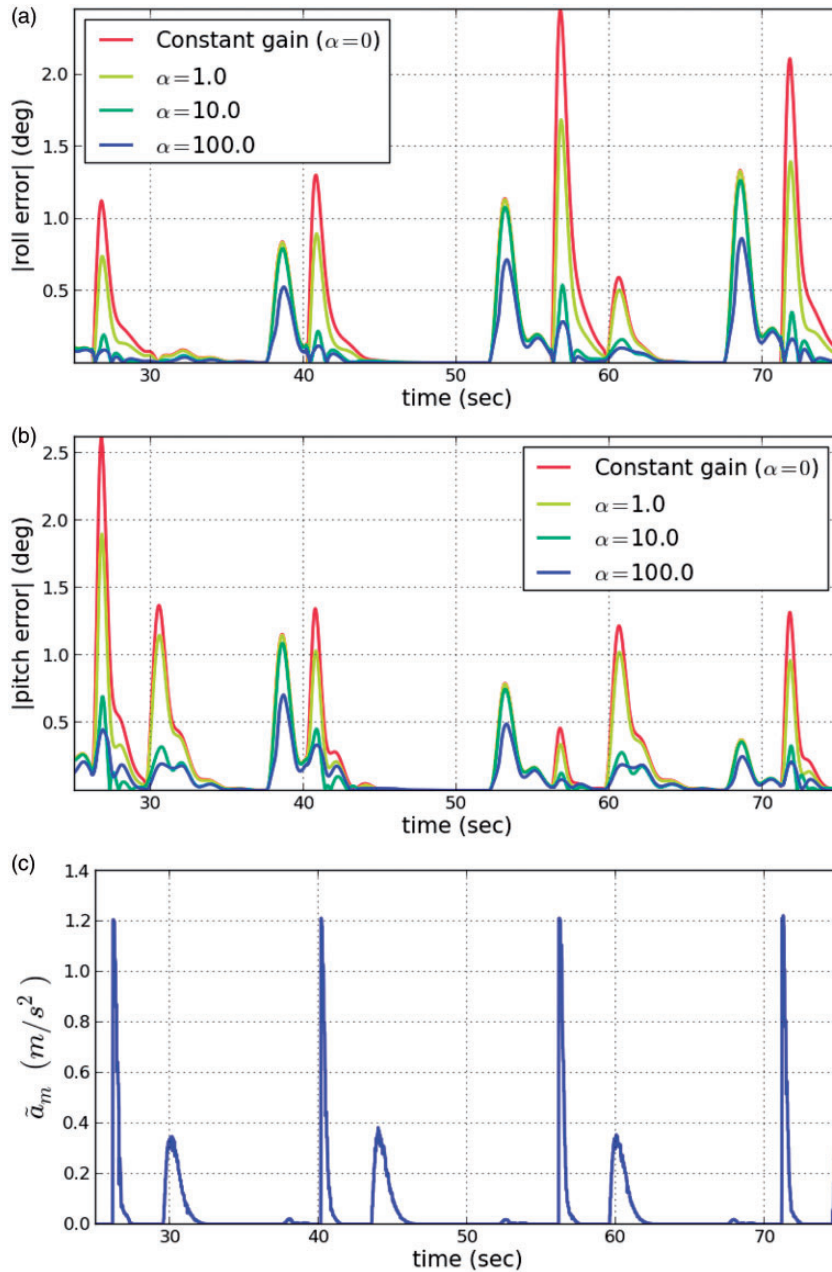 (a)
Constant gain (α=0)
α=1.0
α=10.0
α=100.0
2.0
1.5
1.0
0.5
|roll error| (deg)
30 40 50 60 70
time (sec)
(b)
2.5
2.0
1.5
1.0
0.5
|pitch error| (deg)
Constant gain (α=0)
α=1.0
α=10.0
α=100.0
30 40 50 60 70
time (sec)
(c)
1.4
1.2
1.0
0.8
0.6
0.4
0.2
0.0
ã_m (m/s²)
30 40 50 60 70
time (sec)